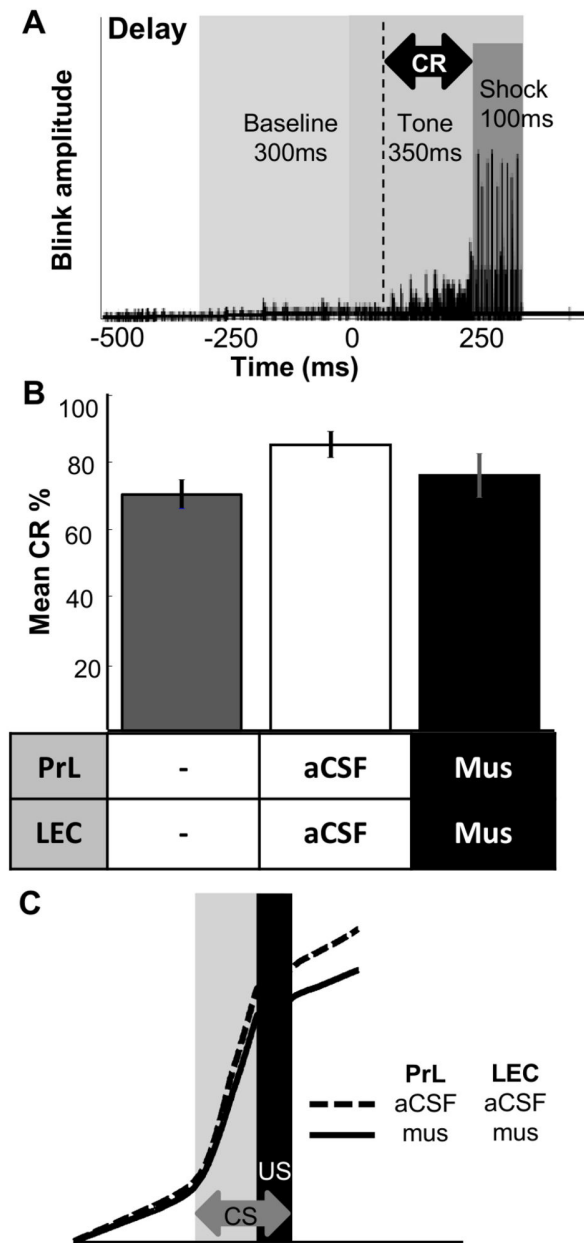 A
Delay
Blink amplitude
CR
Baseline
300ms
Tone
350ms
Shock
100ms
-500 -250 0 250
Time (ms)
B
Mean CR %
100
80
60
40
20
PrL - aCSF Mus
LEC - aCSF Mus
C
PrL LEC
aCSF aCSF
mus mus
US
CS